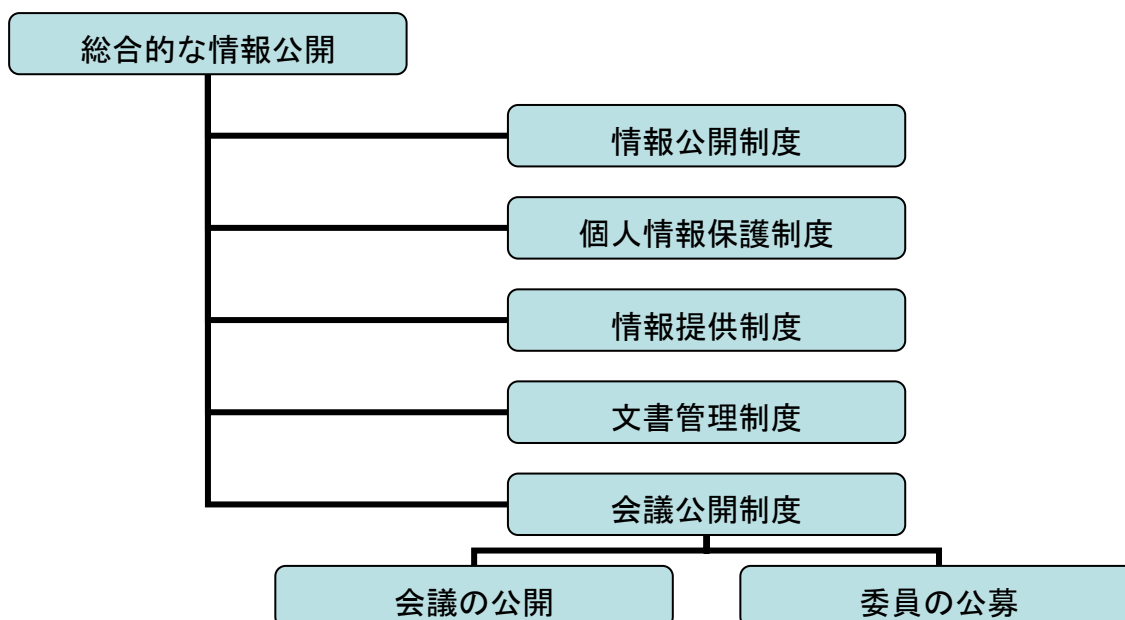 総合的な情報公開
情報公開制度
個人情報保護制度
情報提供制度
文書管理制度
会議公開制度
会議の公開
委員の公募